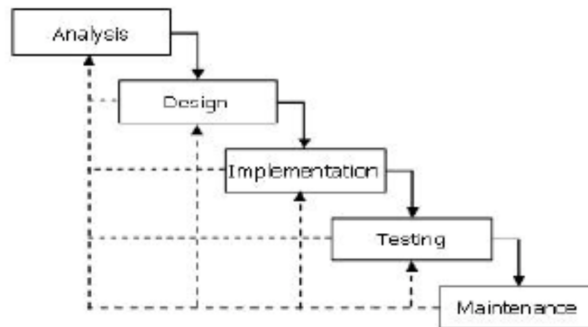 Analysis
Design
Implementation
Testing
Maintenance